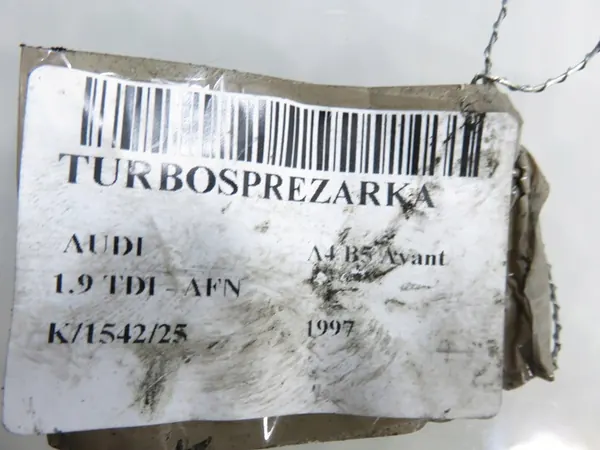 TURBOSPREZARKA
AUDI A4 B5 Avant
1.9 TDI - AFN
K/1542/25 1997